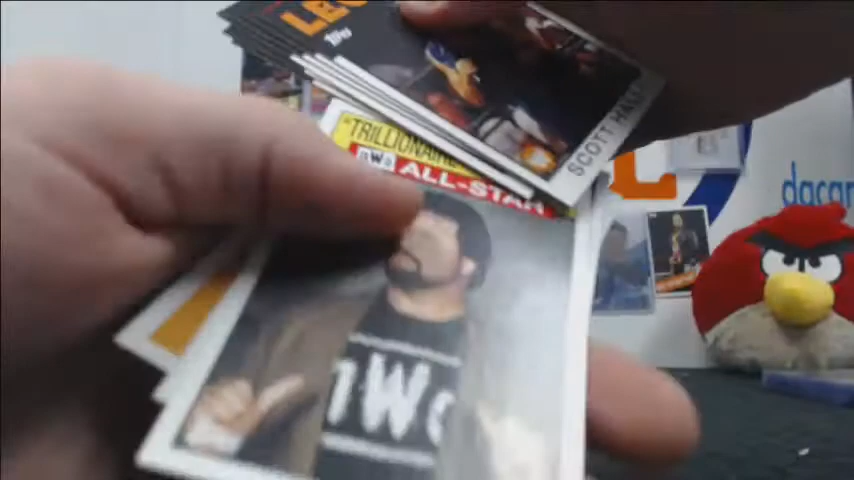 LEG
topps
SCOTT HALL
"TRILLIONAIRE
nWo ALL-STAR
nWo
dacar